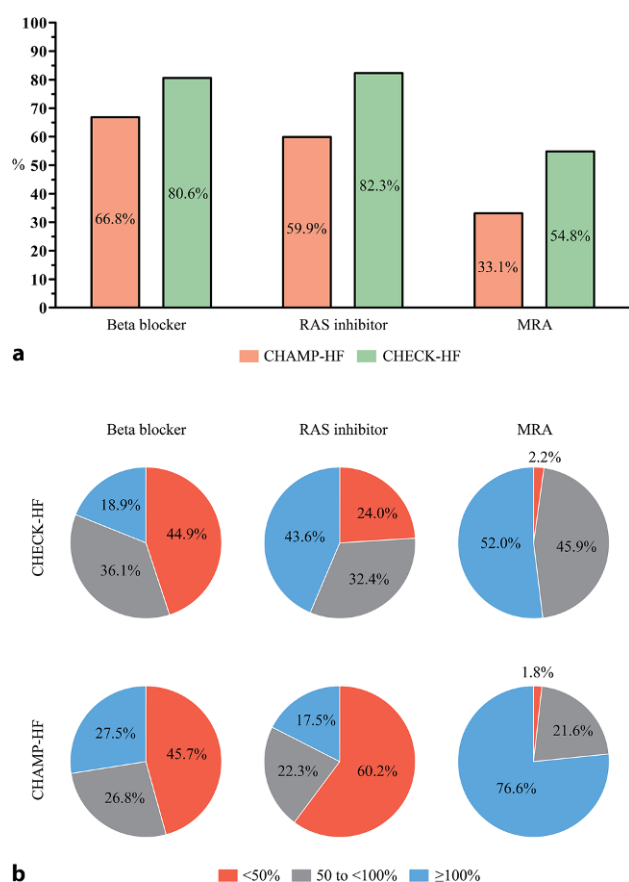 100
90
80
70
60
%
50
40
30
20
10
0
66.8%
80.6%
59.9%
82.3%
33.1%
54.8%
Beta blocker
RAS inhibitor
MRA
a
CHAMP-HF
CHECK-HF
Beta blocker
RAS inhibitor
MRA
CHECK-HF
18.9%
44.9%
36.1%
43.6%
24.0%
32.4%
2.2%
52.0%
45.9%
CHAMP-HF
27.5%
45.7%
26.8%
17.5%
22.3%
60.2%
1.8%
21.6%
76.6%
b
<50%
50 to <100%
≥100%